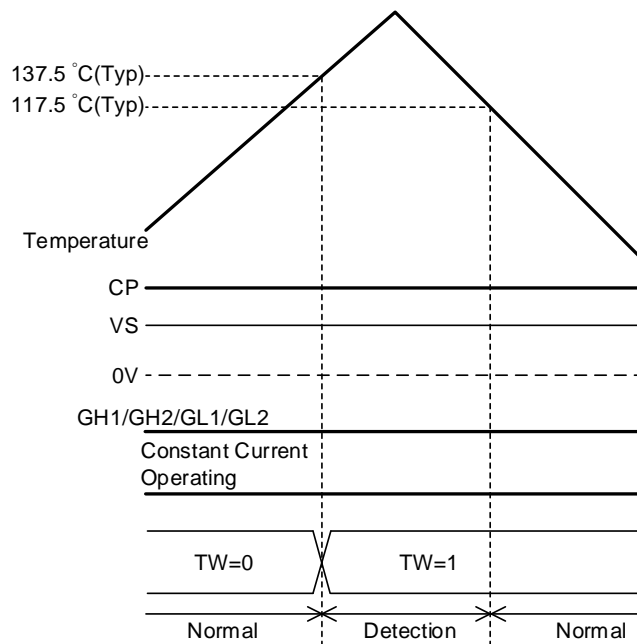 137.5 °C(Typ)
117.5 °C(Typ)
Temperature
CP
VS
0V
GH1/GH2/GL1/GL2
Constant Current
Operating
TW=0
TW=1
Normal
Detection
Normal